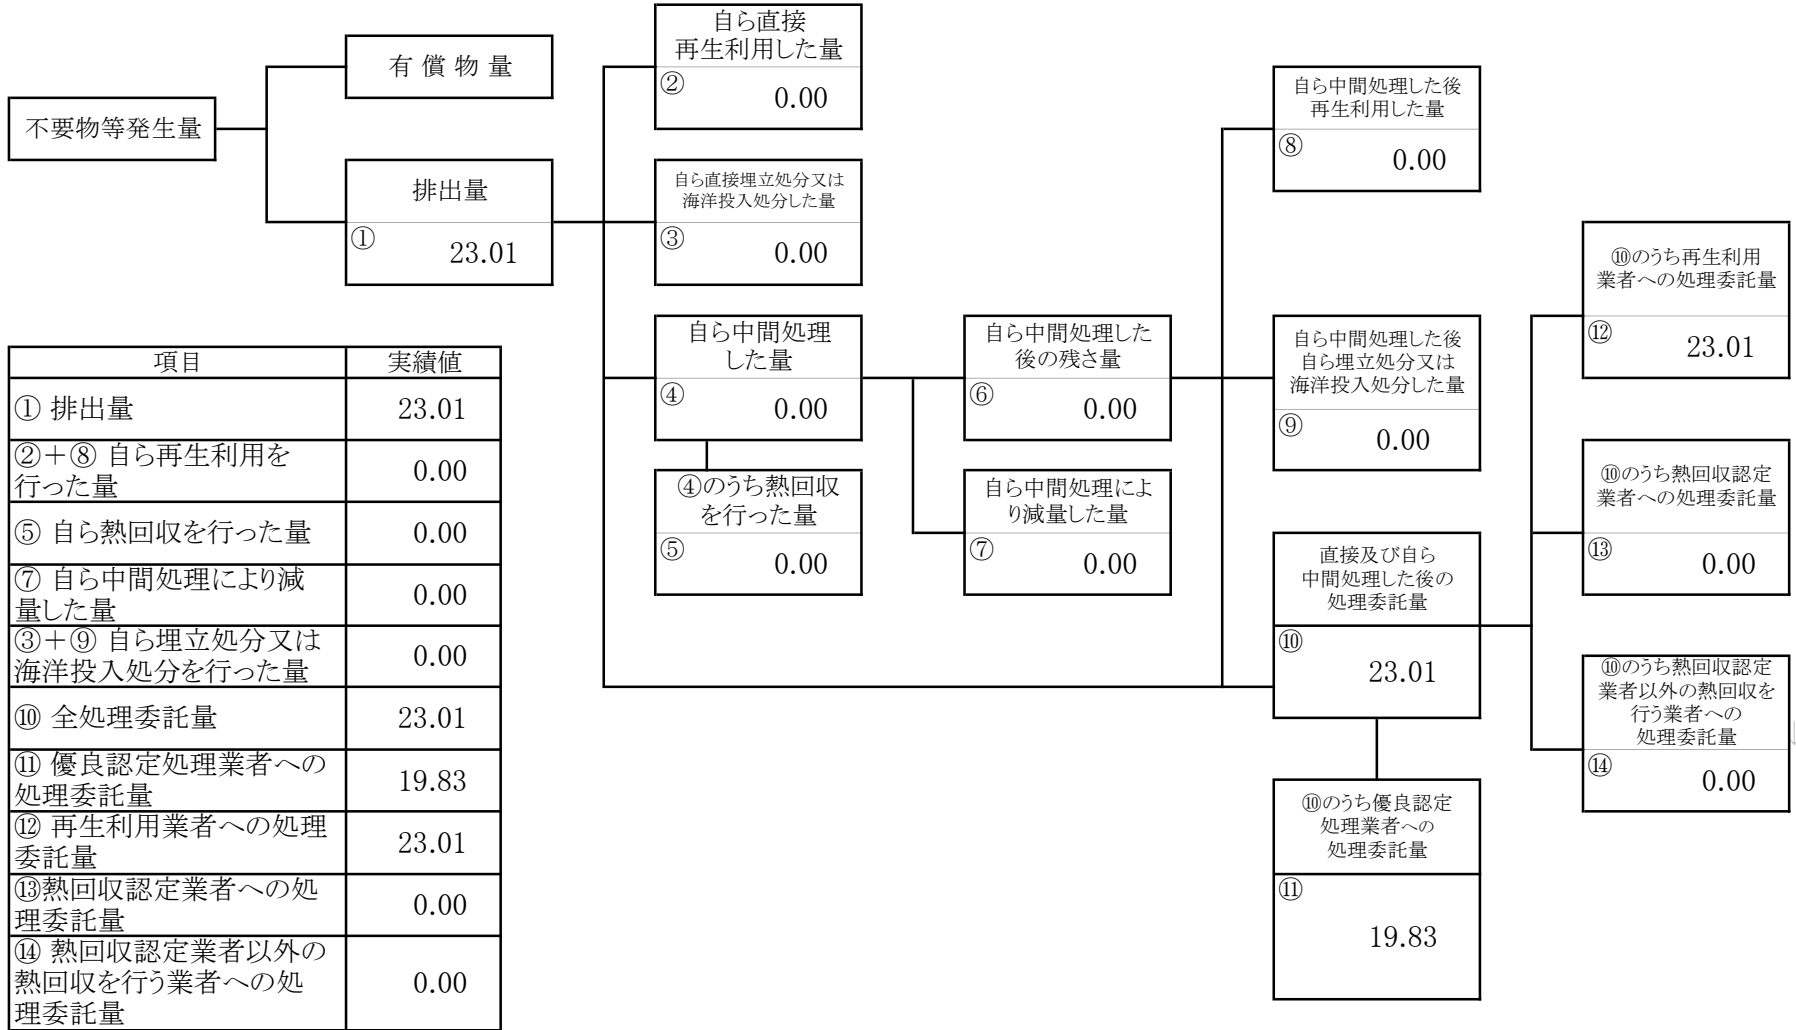 不要物等発生量
有 償 物 量
排出量
①
23.01
自ら直接
再生利用した量
②
0.00
自ら直接埋立処分又は
海洋投入処分した量
③
0.00
自ら中間処理
した量
④
0.00
④のうち熱回収
を行った量
⑤
0.00
自ら中間処理した
後の残さ量
⑥
0.00
自ら中間処理によ
り減量した量
⑦
0.00
自ら中間処理した後
再生利用した量
⑧
0.00
自ら中間処理した後
自ら埋立処分又は
海洋投入処分した量
⑨
0.00
直接及び自ら
中間処理した後の
処理委託量
⑩
23.01
⑩のうち優良認定
処理業者への
処理委託量
⑪
19.83
⑩のうち再生利用
業者への処理委託量
⑫
23.01
⑩のうち熱回収認定
業者への処理委託量
⑬
0.00
⑩のうち熱回収認定
業者以外の熱回収を
行う業者への
処理委託量
⑭
0.00
項目 実績値
① 排出量 23.01
②＋⑧ 自ら再生利用を
行った量 0.00
⑤ 自ら熱回収を行った量 0.00
⑦ 自ら中間処理により減
量した量 0.00
③＋⑨ 自ら埋立処分又は
海洋投入処分を行った量 0.00
⑩ 全処理委託量 23.01
⑪ 優良認定処理業者への
処理委託量 19.83
⑫ 再生利用業者への処理
委託量 23.01
⑬熱回収認定業者への処
理委託量 0.00
⑭ 熱回収認定業者以外の
熱回収を行う業者への処
理委託量 0.00